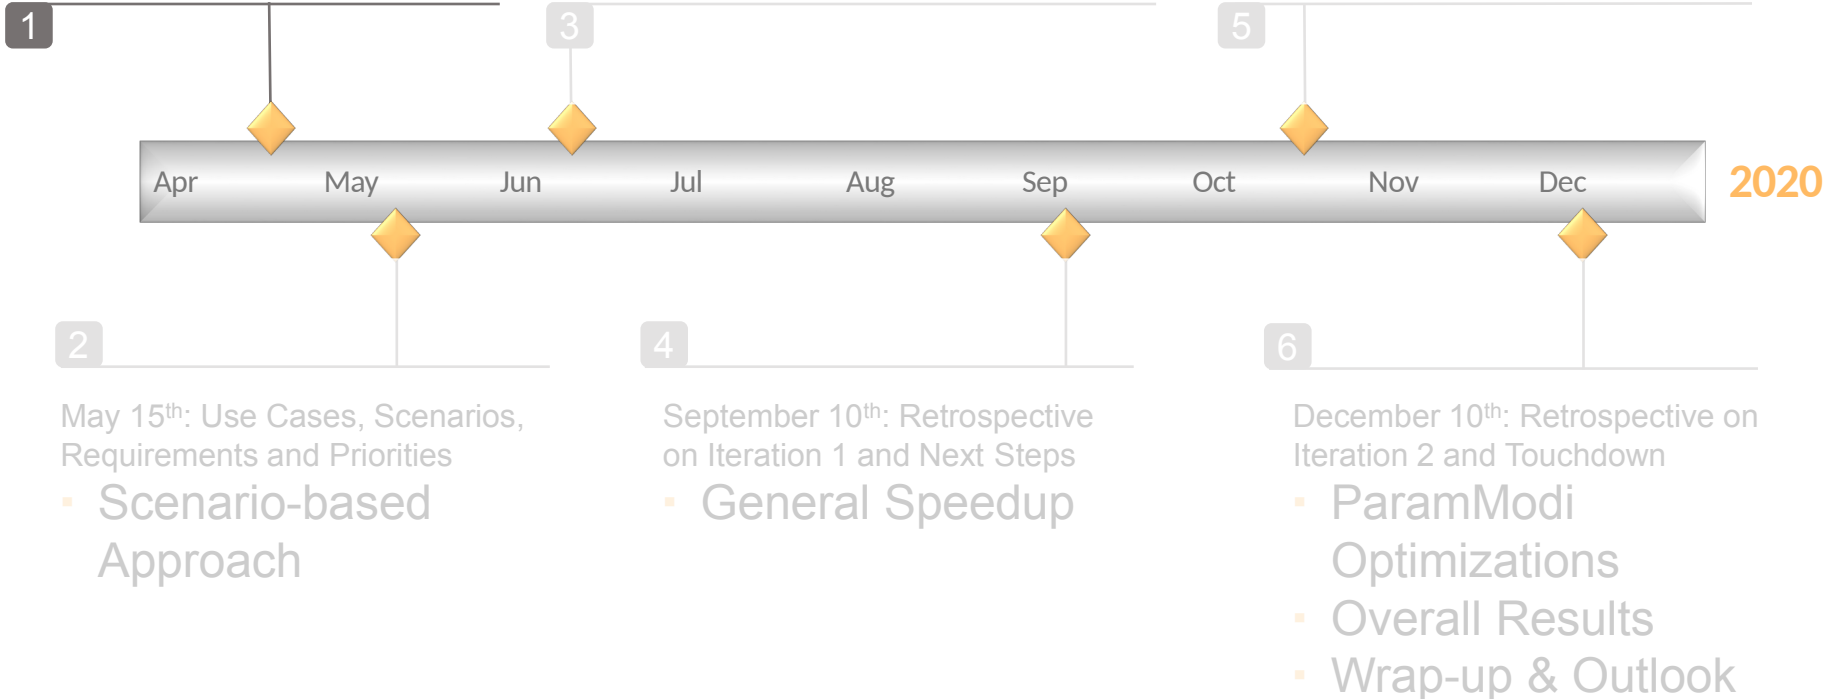 1
3
5
Apr May Jun Jul Aug Sep Oct Nov Dec 2020
2
May 15th: Use Cases, Scenarios,
Requirements and Priorities
▪ Scenario-based
Approach
4
September 10th: Retrospective
on Iteration 1 and Next Steps
▪ General Speedup
6
December 10th: Retrospective on
Iteration 2 and Touchdown
▪ ParamModi
Optimizations
▪ Overall Results
▪ Wrap-up & Outlook